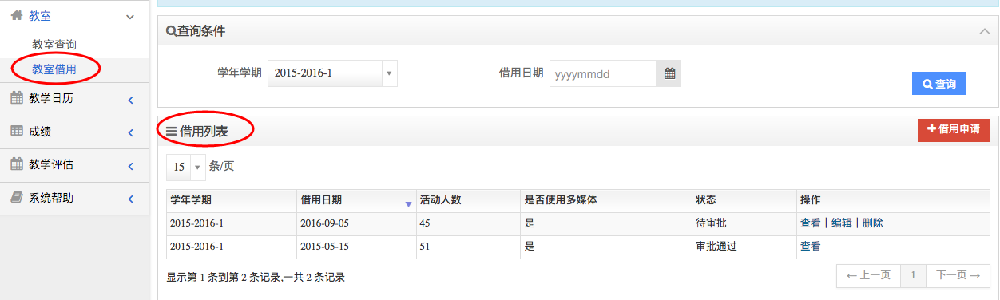 教室
教室查询
教室借用
教学日历
成绩
教学评估
系统帮助
查询条件
学年学期 2015-2016-1 借用日期 yyyymmdd
查询
借用列表 借用申请
15 条/页
学年学期 借用日期 活动人数 是否使用多媒体 状态 操作
2015-2016-1 2016-09-05 45 是 待审批 查看 | 编辑 | 删除
2015-2016-1 2015-05-15 51 是 审批通过 查看
显示第 1 条到第 2 条记录,一共 2 条记录 ← 上一页 1 下一页 →